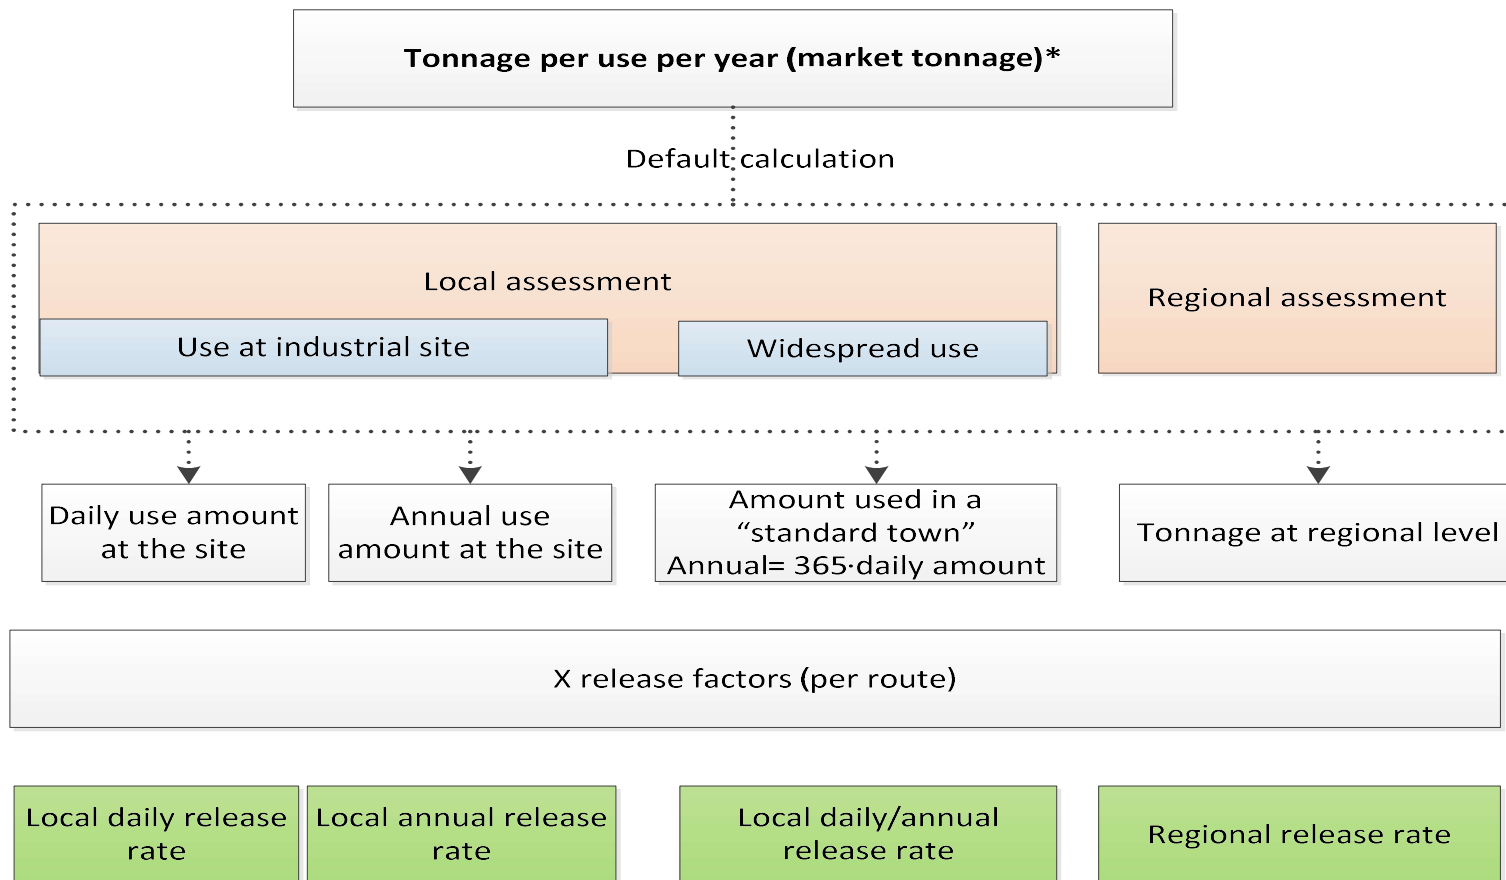 Tonnage per use per year (market tonnage)*
Default calculation
Local assessment
Regional assessment
Use at industrial site
Widespread use
Daily use amount
at the site
Annual use
amount at the site
Amount used in a
“standard town”
Annual= 365·daily amount
Tonnage at regional level
X release factors (per route)
Local daily release
rate
Local annual release
rate
Local daily/annual
release rate
Regional release rate